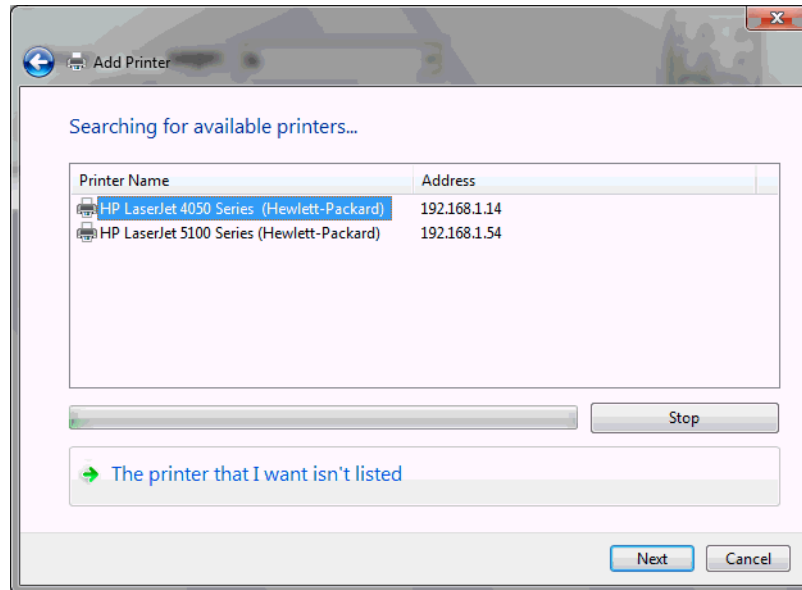 Add Printer
Searching for available printers...
Printer Name Address
HP LaserJet 4050 Series (Hewlett-Packard) 192.168.1.14
HP LaserJet 5100 Series (Hewlett-Packard) 192.168.1.54
Stop
The printer that I want isn't listed
Next Cancel